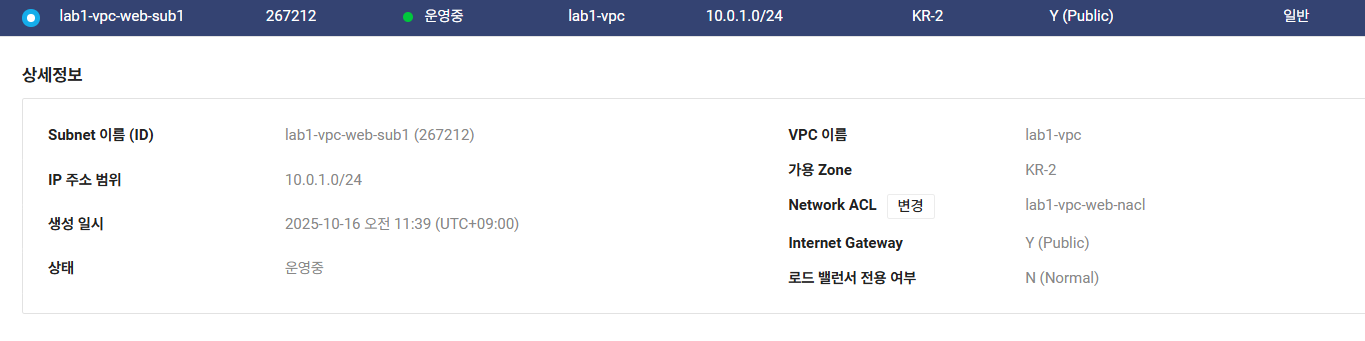 lab1-vpc-web-sub1 267212 운영중 lab1-vpc 10.0.1.0/24 KR-2 Y (Public) 일반
상세정보
Subnet 이름 (ID) lab1-vpc-web-sub1 (267212)
VPC 이름 lab1-vpc
가용 Zone KR-2
IP 주소 범위 10.0.1.0/24
Network ACL 변경 lab1-vpc-web-nacl
생성 일시 2025-10-16 오전 11:39 (UTC+09:00)
Internet Gateway Y (Public)
상태 운영중
로드 밸런서 전용 여부 N (Normal)